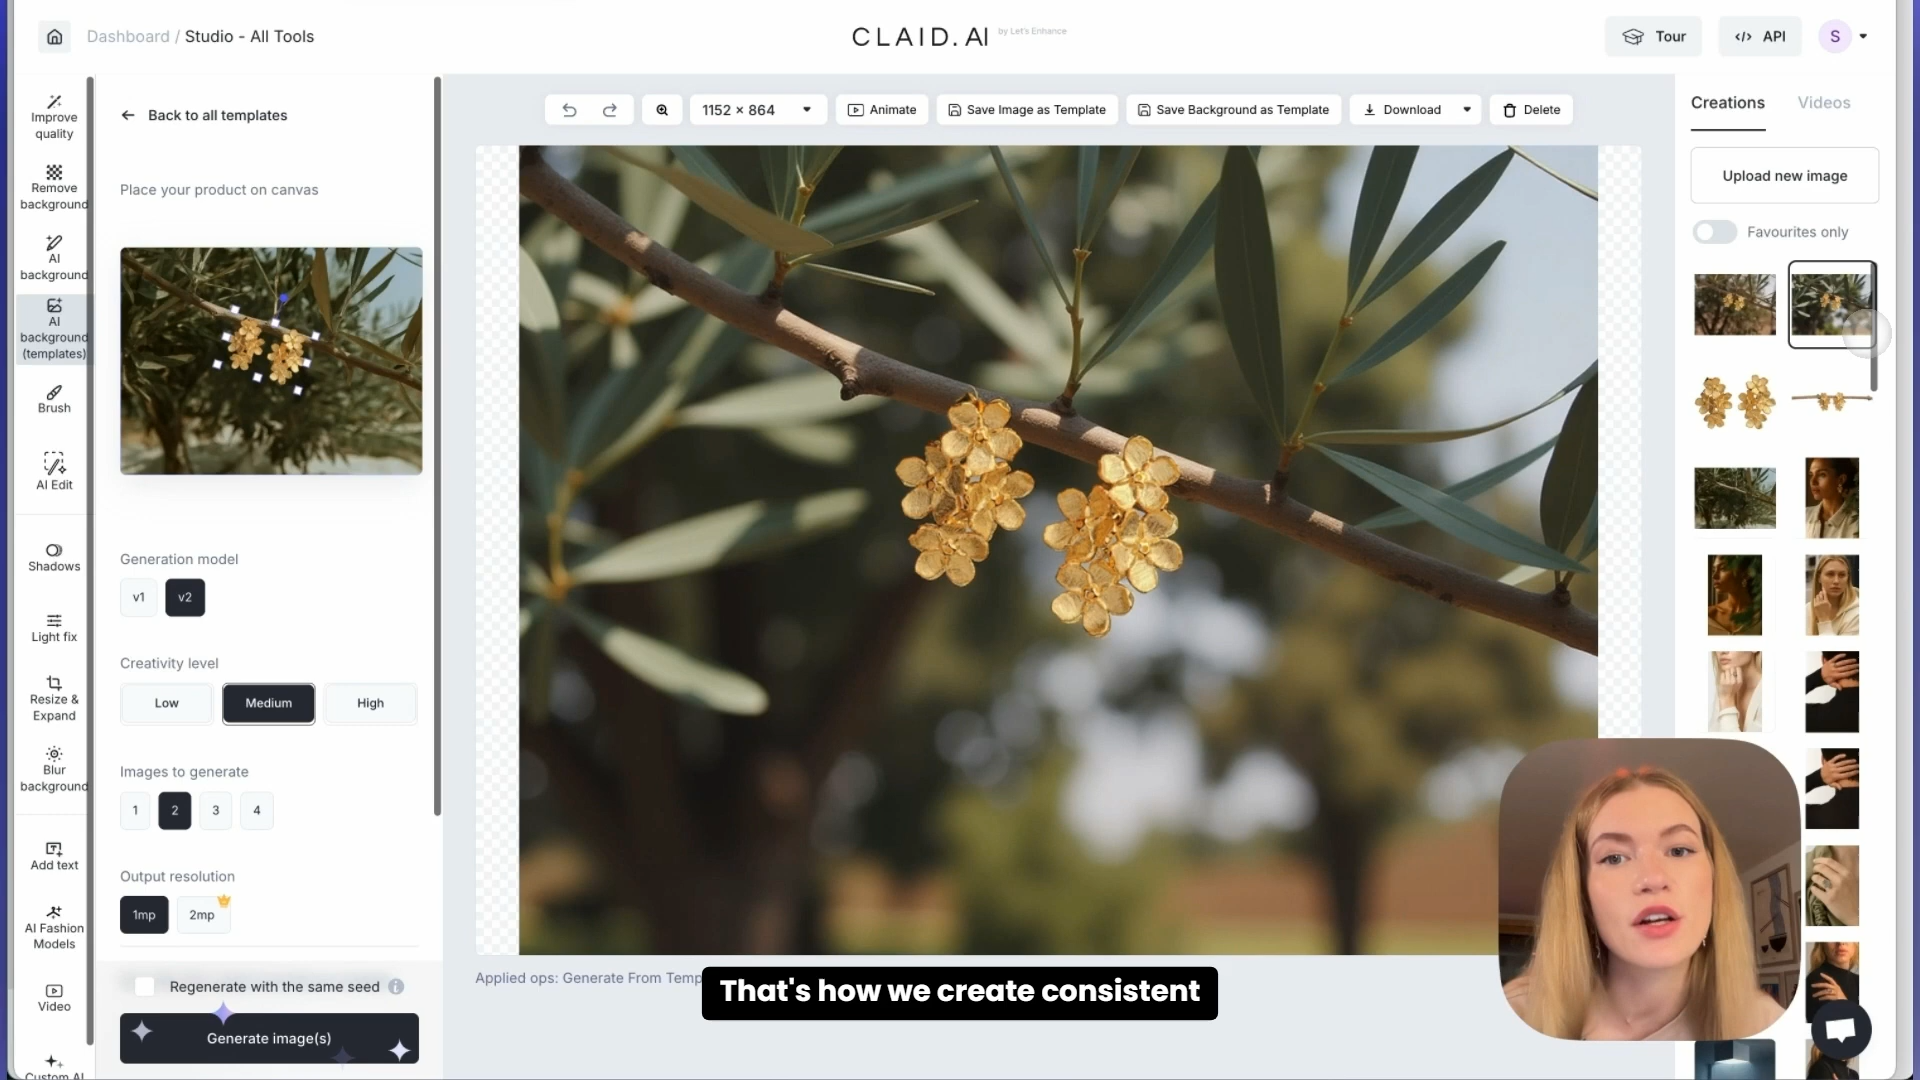 Dashboard / Studio - All Tools
CLAID.AI by Let's Enhance
Tour
API
S
Improve
quality
Remove
background
AI
background
AI
background
(templates)
Brush
AI Edit
Shadows
Light fix
Resize &
Expand
Blur
background
Add text
AI Fashion
Models
Video
Custom AI
Back to all templates
Place your product on canvas
Generation model
v1
v2
Creativity level
Low
Medium
High
Images to generate
1
2
3
4
Output resolution
1mp
2mp
Regenerate with the same seed
Generate image(s)
1152 × 864
Animate
Save Image as Template
Save Background as Template
Download
Delete
Applied ops: Generate From Temp
That's how we create consistent
Creations
Videos
Upload new image
Favourites only